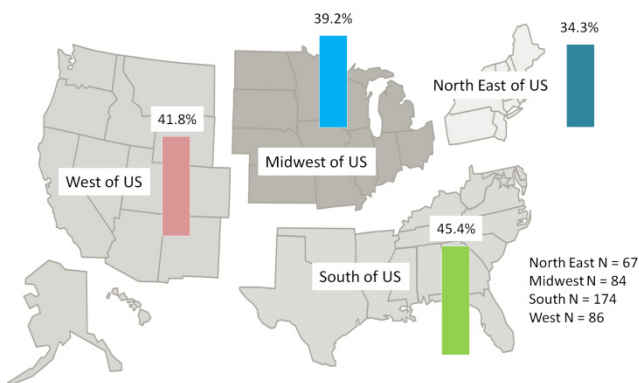 39.2%
34.3%
North East of US
41.8%
Midwest of US
West of US
45.4%
South of US
North East N = 67
Midwest N = 84
South N = 174
West N = 86